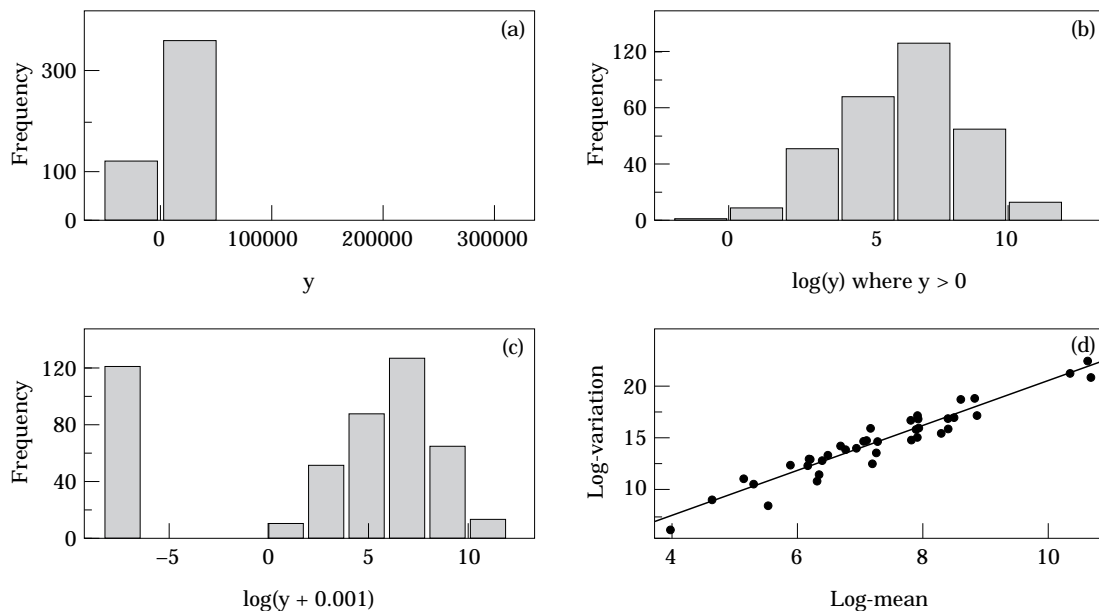 (a)
Frequency
300
100
0
0 100000 200000 300000
y
(b)
Frequency
120
60
40
0
0 5 10
log(y) where y > 0
(c)
Frequency
120
80
40
0
−5 0 5 10
log(y + 0.001)
(d)
Log-variation
20
15
10
4 6 8 10
Log-mean